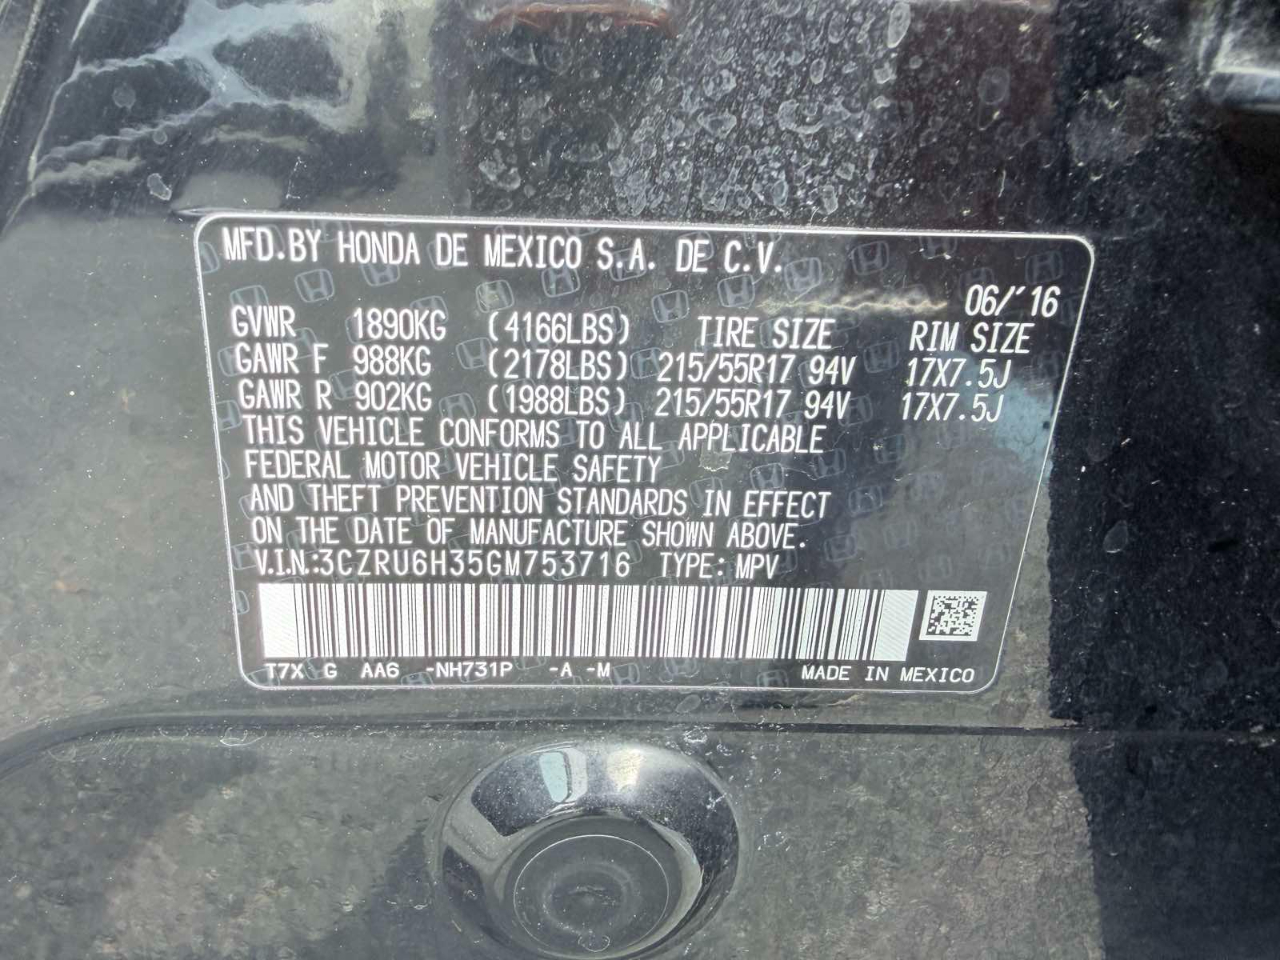 MFD.BY HONDA DE MEXICO S.A. DE C.V.
06/'16
GVWR 1890KG (4166LBS) TIRE SIZE RIM SIZE
GAWR F 988KG (2178LBS) 215/55R17 94V 17X7.5J
GAWR R 902KG (1988LBS) 215/55R17 94V 17X7.5J
THIS VEHICLE CONFORMS TO ALL APPLICABLE
FEDERAL MOTOR VEHICLE SAFETY
AND THEFT PREVENTION STANDARDS IN EFFECT
ON THE DATE OF MANUFACTURE SHOWN ABOVE.
V.I.N.:3CZRU6H35GM753716 TYPE: MPV
T7X G AA6 -NH731P -A -M MADE IN MEXICO